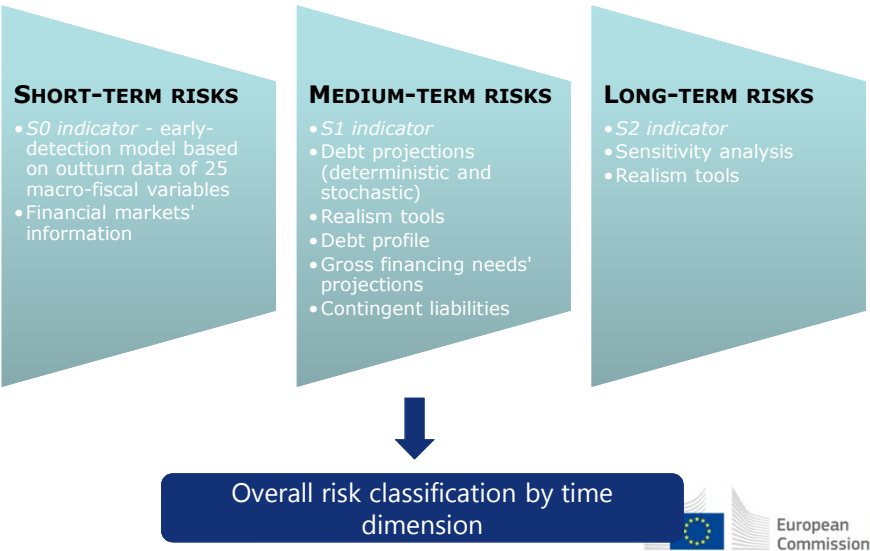 SHORT-TERM RISKS
•S0 indicator - early-
detection model based
on outturn data of 25
macro-fiscal variables
•Financial markets'
information
MEDIUM-TERM RISKS
•S1 indicator
•Debt projections
(deterministic and
stochastic)
•Realism tools
•Debt profile
•Gross financing needs'
projections
•Contingent liabilities
LONG-TERM RISKS
•S2 indicator
•Sensitivity analysis
•Realism tools
Overall risk classification by time
dimension
European
Commission